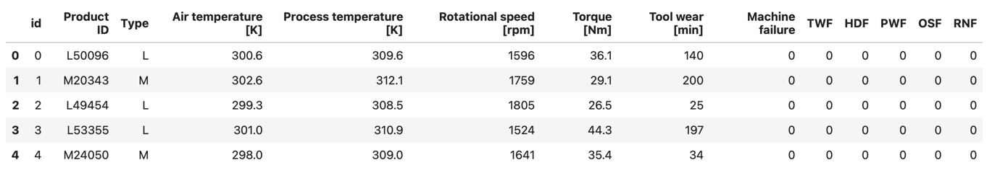 id Product ID Type Air temperature [K] Process temperature [K] Rotational speed [rpm] Torque [Nm] Tool wear [min] Machine failure TWF HDF PWF OSF RNF
0 0 L50096 L 300.6 309.6 1596 36.1 140 0 0 0 0 0 0
1 1 M20343 M 302.6 312.1 1759 29.1 200 0 0 0 0 0 0
2 2 L49454 L 299.3 308.5 1805 26.5 25 0 0 0 0 0 0
3 3 L53355 L 301.0 310.9 1524 44.3 197 0 0 0 0 0 0
4 4 M24050 M 298.0 309.0 1641 35.4 34 0 0 0 0 0 0